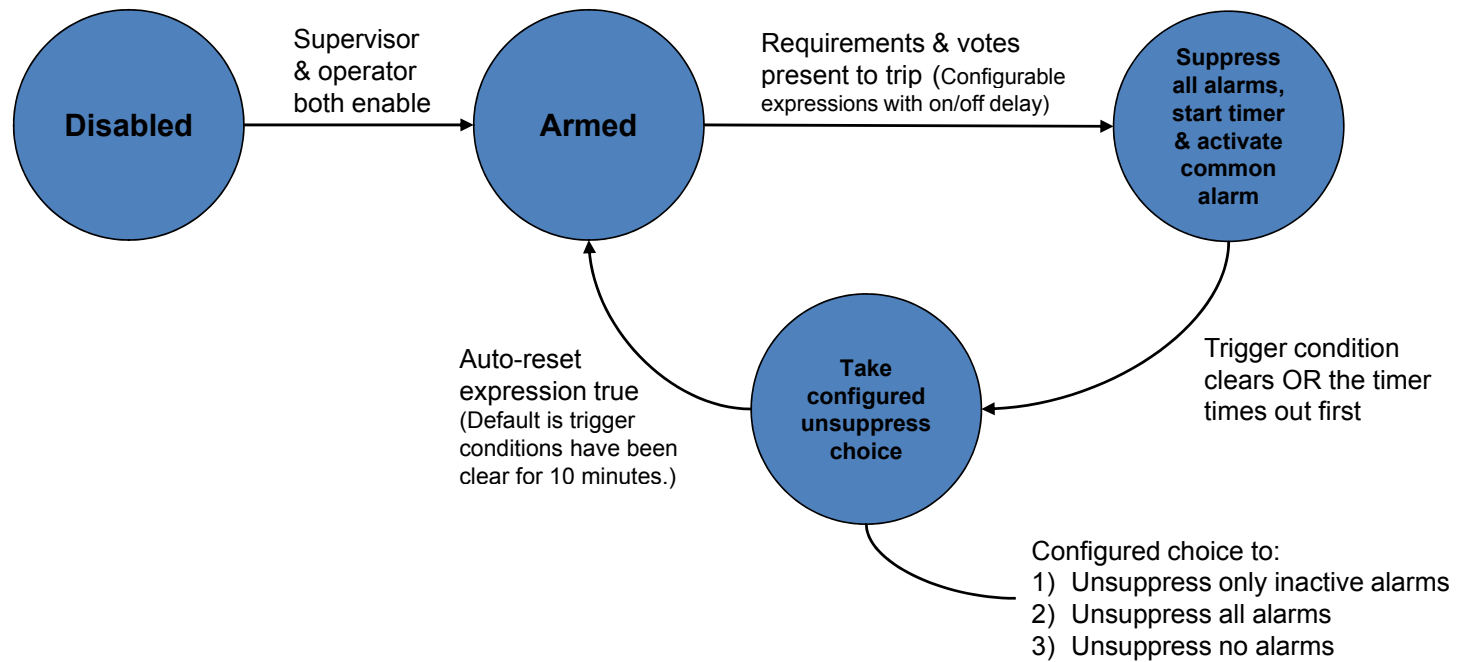 Disabled
Supervisor
& operator
both enable
Armed
Requirements & votes
present to trip (Configurable
expressions with on/off delay)
Suppress
all alarms,
start timer
& activate
common
alarm
Trigger condition
clears OR the timer
times out first
Take
configured
unsuppress
choice
Auto-reset
expression true
(Default is trigger
conditions have been
clear for 10 minutes.)
Configured choice to:
1) Unsuppress only inactive alarms
2) Unsuppress all alarms
3) Unsuppress no alarms